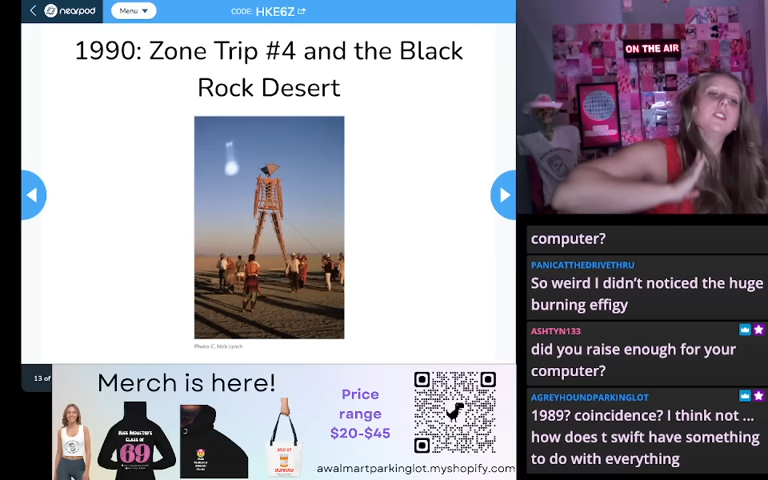 nearpod
Menu
CODE: HKE6Z
1990: Zone Trip #4 and the Black
Rock Desert
Photo: C. Nick Lynch
13 of
ON THE AIR
computer?
PANICATTHEDRIVETHRU
So weird I didn't noticed the huge
burning effigy
ASHTYN133
did you raise enough for your
computer?
AGREYHOUNDPARKINGLOT
1989? coincidence? I think not ...
how does t swift have something
to do with everything
Merch is here!
CLASS OF
69
Price
range
$20-$45
awalmartparkinglot.myshopify.com